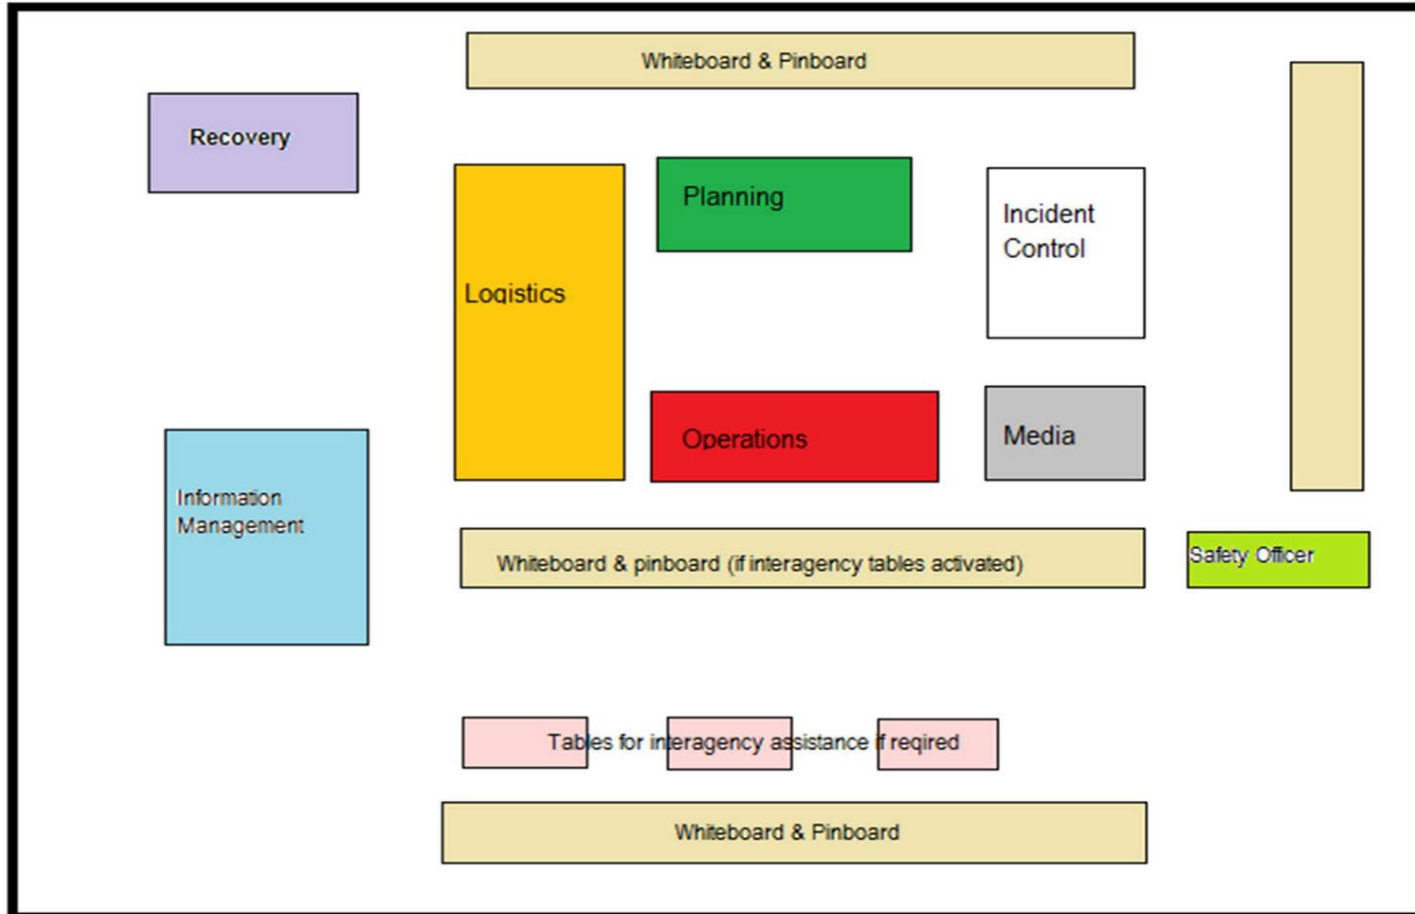 Whiteboard & Pinboard
Recovery
Planning
Incident
Control
Logistics
Operations
Media
Information
Management
Whiteboard & pinboard (if interagency tables activated)
Safety Officer
Tables for interagency assistance if reqired
Whiteboard & Pinboard